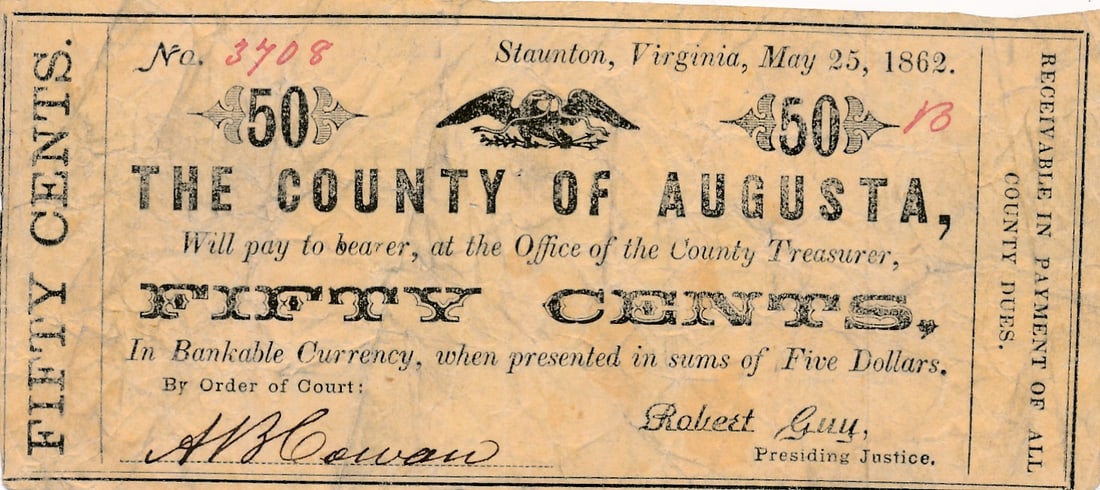 FIFTY CENTS.
No. 3708
Staunton, Virginia, May 25, 1862.
50
50
B
THE COUNTY OF AUGUSTA,
Will pay to bearer, at the Office of the County Treasurer,
FIFTY CENTS,
In Bankable Currency, when presented in sums of Five Dollars.
By Order of Court:
A B Cowan
Robert Guy,
Presiding Justice.
RECEIVABLE IN PAYMENT OF ALL
COUNTY DUES.